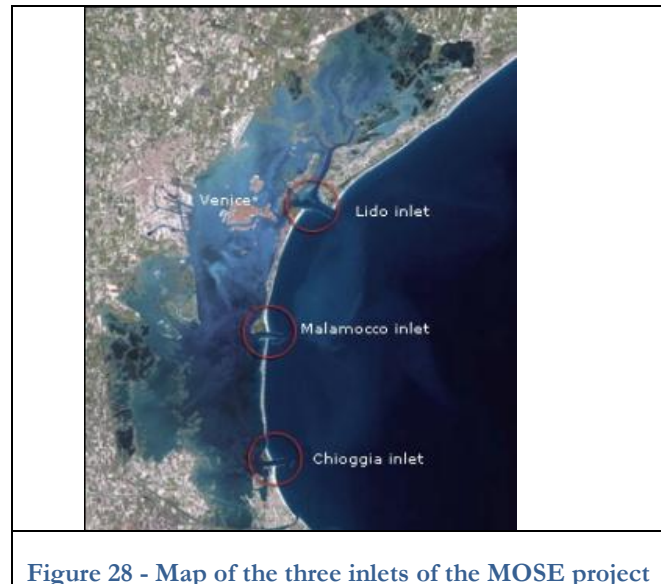 Venice
Lido inlet
Malamocco inlet
Chioggia inlet
Figure 28 - Map of the three inlets of the MOSE project